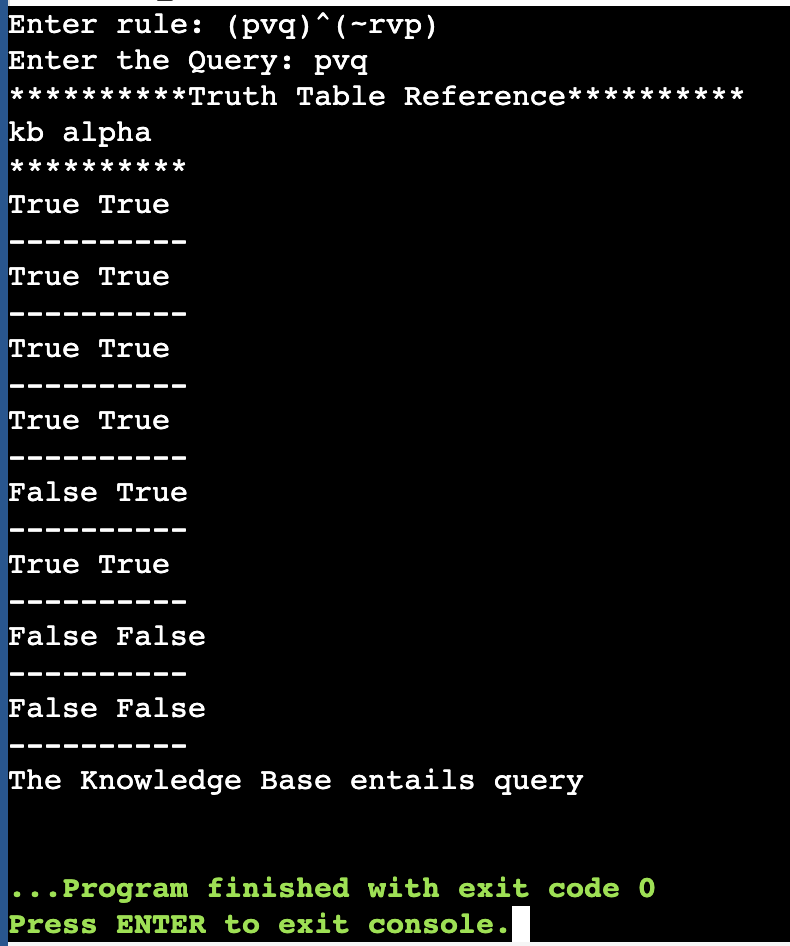 Enter rule: (pvq)^(~rvp)
Enter the Query: pvq
**********Truth Table Reference**********
kb alpha
**********
True True
----------
True True
----------
True True
----------
True True
----------
False True
----------
True True
----------
False False
----------
False False
----------
The Knowledge Base entails query
...Program finished with exit code 0
Press ENTER to exit console.